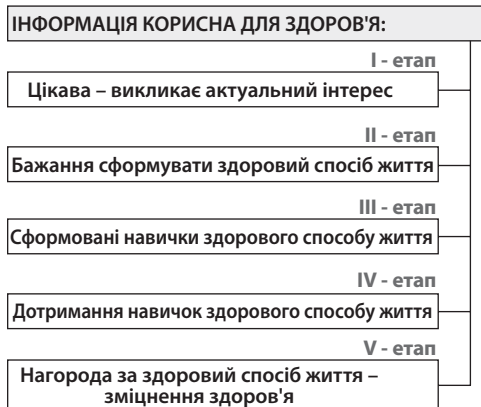 ІНФОРМАЦІЯ КОРИСНА ДЛЯ ЗДОРОВ'Я:
І - етап
Цікава – викликає актуальний інтерес
ІІ - етап
Бажання сформувати здоровий спосіб життя
ІІІ - етап
Сформовані навички здорового способу життя
IV - етап
Дотримання навичок здорового способу життя
V - етап
Нагорода за здоровий спосіб життя –
зміцнення здоров'я